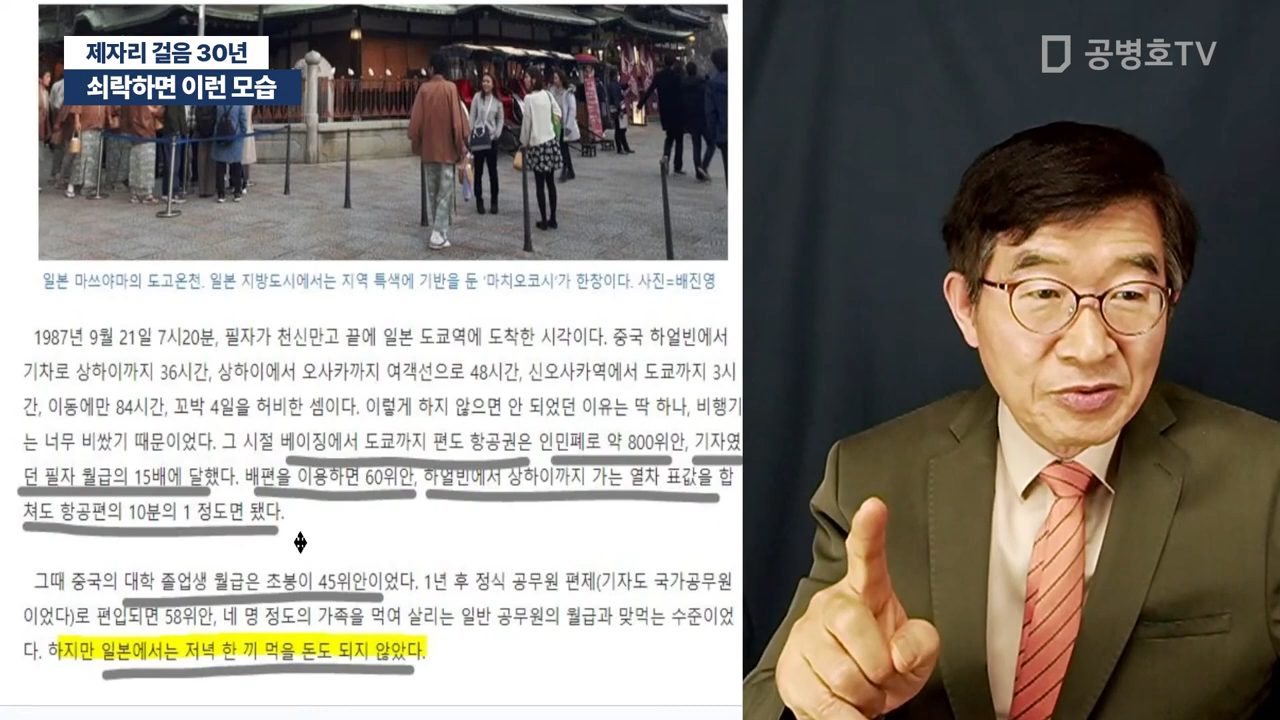 제자리 걸음 30년
쇠락하면 이런 모습
공병호TV
일본 마쓰야마의 도고온천. 일본 지방도시에서는 지역 특색에 기반을 둔 '마치오코시'가 한창이다. 사진=배진영
1987년 9월 21일 7시20분, 필자가 천신만고 끝에 일본 도쿄역에 도착한 시각이다. 중국 하얼빈에서
기차로 상하이까지 36시간, 상하이에서 오사카까지 여객선으로 48시간, 신오사카역에서 도쿄까지 3시
간, 이동에만 84시간, 꼬박 4일을 허비한 셈이다. 이렇게 하지 않으면 안 되었던 이유는 딱 하나, 비행기
는 너무 비쌌기 때문이었다. 그 시절 베이징에서 도쿄까지 편도 항공권은 인민폐로 약 800위안, 기자였
던 필자 월급의 15배에 달했다. 배편을 이용하면 60위안, 하얼빈에서 상하이까지 가는 열차 표값을 합
쳐도 항공편의 10분의 1 정도면 됐다.
그때 중국의 대학 졸업생 월급은 초봉이 45위안이었다. 1년 후 정식 공무원 편제(기자도 국가공무원
이었다)로 편입되면 58위안, 네 명 정도의 가족을 먹여 살리는 일반 공무원의 월급과 맞먹는 수준이었
다. 하지만 일본에서는 저녁 한 끼 먹을 돈도 되지 않았다.